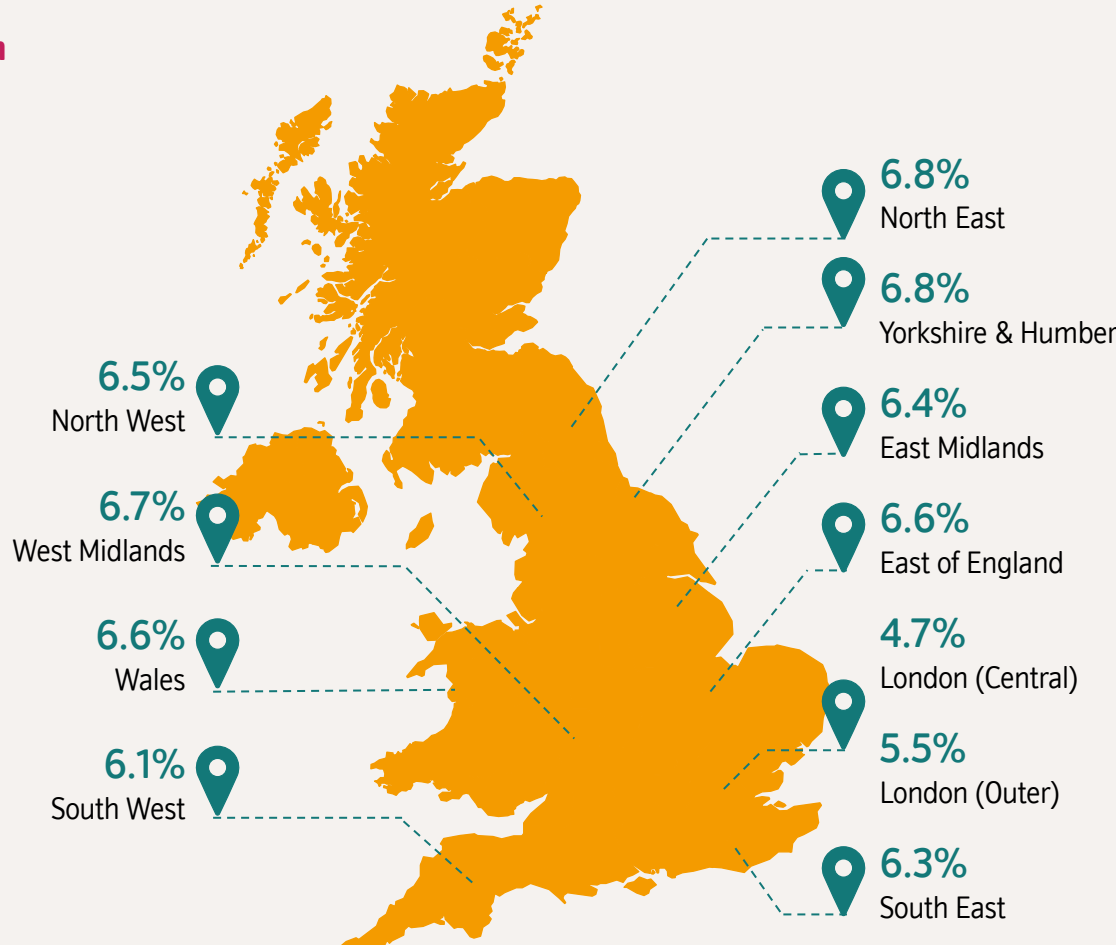 6.8%
North East
6.8%
Yorkshire & Humber
6.5%
North West
6.4%
East Midlands
6.7%
West Midlands
6.6%
East of England
6.6%
Wales
4.7%
London (Central)
5.5%
London (Outer)
6.1%
South West
6.3%
South East